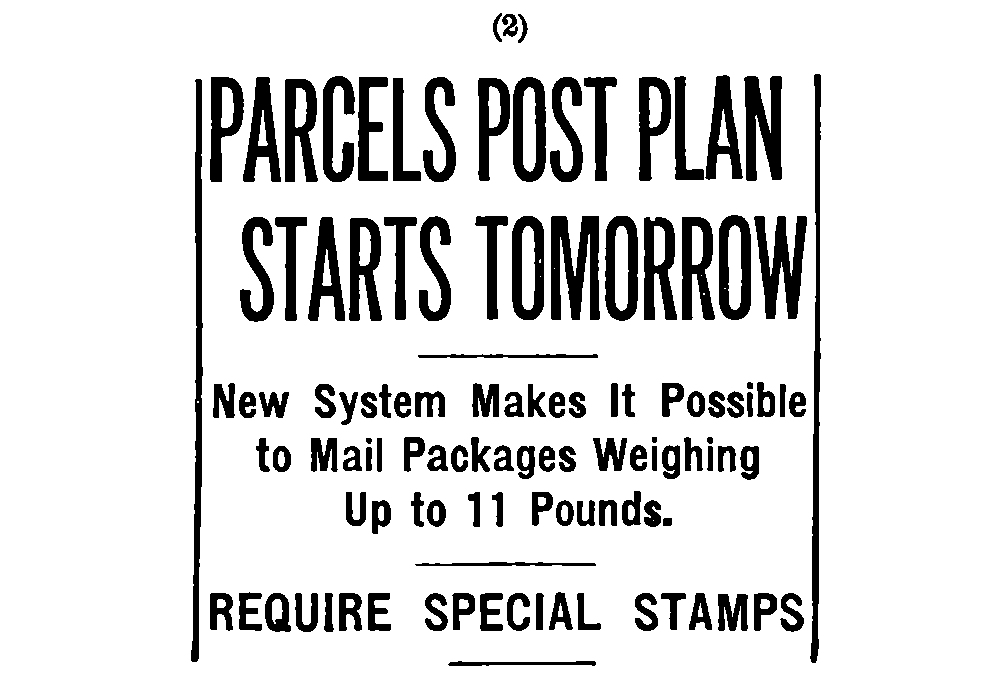 (2)
PARCELS POST PLAN
STARTS TOMORROW
New System Makes It Possible
to Mail Packages Weighing
Up to 11 Pounds.
REQUIRE SPECIAL STAMPS